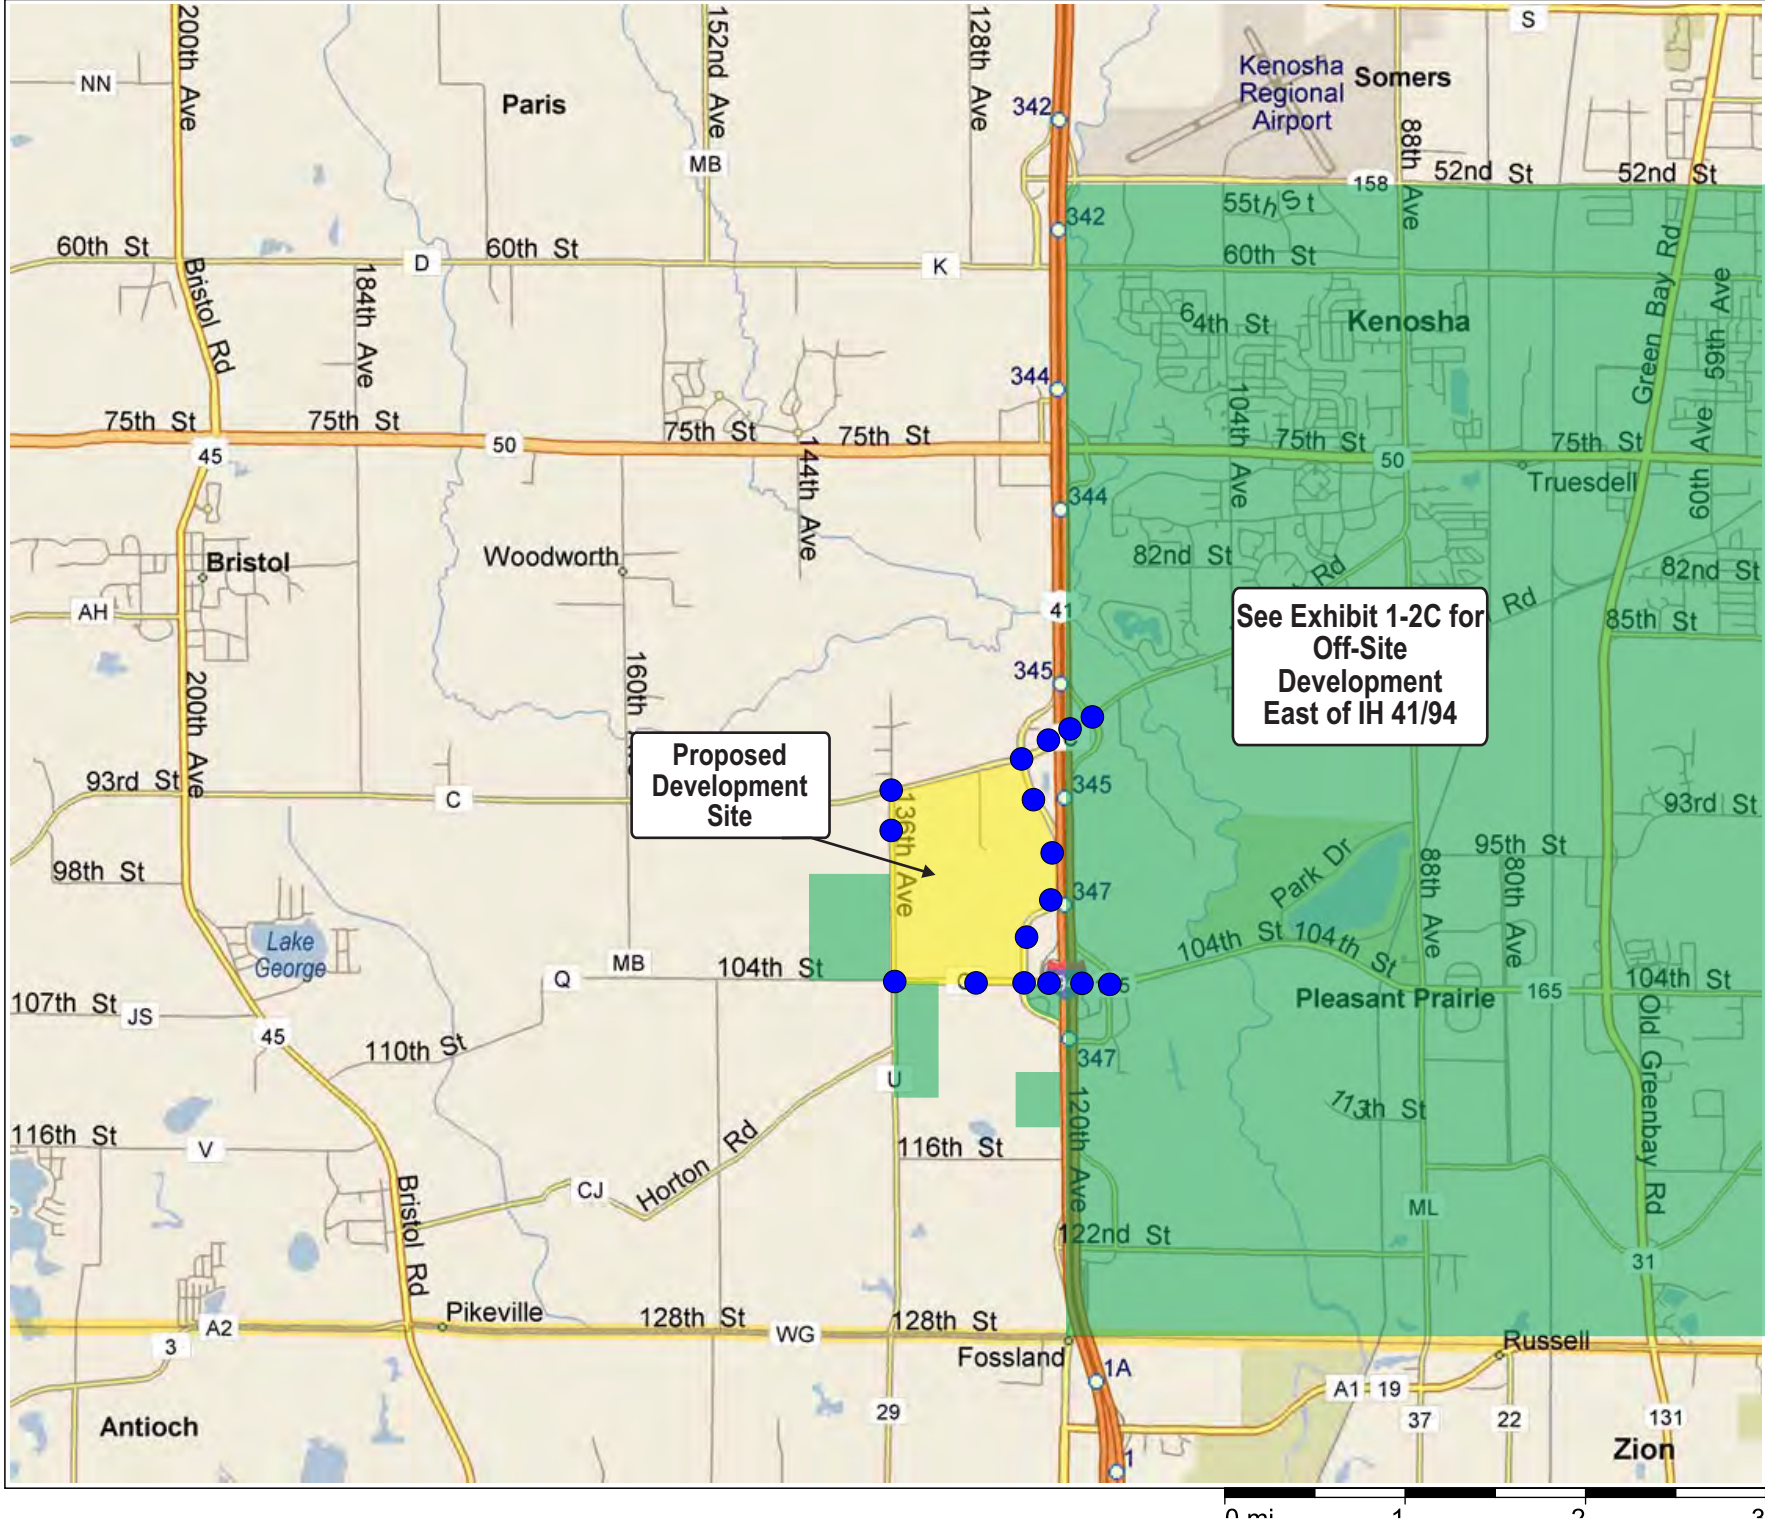 S
NN
200th Ave
Paris
152nd Ave
MB
128th Ave
342
Kenosha
Regional
Airport
Somers
88th Ave
158
52nd St
52nd St
55th St
342
60th St
D
60th St
K
60th St
Bristol Rd
184th Ave
64th St
Kenosha
Green Bay Rd
59th Ave
344
104th Ave
75th St
75th St
50
75th St
75th St
75th St
50
75th St
45
144th Ave
344
Truesdell
60th Ave
Bristol
Woodworth
82nd St
Rd
82nd St
AH
41
Rd
85th St
See Exhibit 1-2C for
Off-Site
Development
East of IH 41/94
160th
345
200th Ave
Proposed
Development
Site
93rd St
C
136th Ave
345
93rd St
98th St
Park Dr
95th St
88th Ave
80th Ave
347
Lake
George
Q
MB
104th St
104th St
104th St
104th St
107th St
JS
Pleasant Prairie
165
45
110th St
347
Old Greenbay Rd
U
120th Ave
113th St
116th St
V
116th St
Horton Rd
CJ
Bristol Rd
ML
122nd St
31
A2
3
Pikeville
128th St
WG
128th St
Fossland
Russell
1A
A1
19
Antioch
29
37
22
131
Zion
1
0 mi
1
2
3